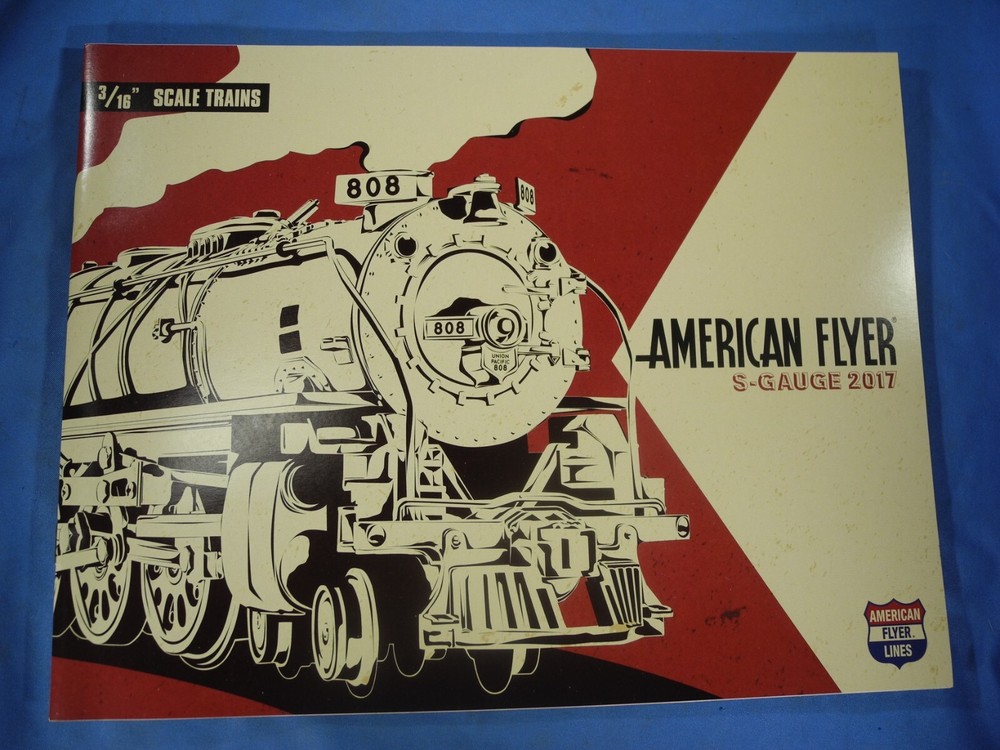 3/16" SCALE TRAINS
808
808
808
UNION
PACIFIC
808
AMERICAN FLYER®
S-GAUGE 2017
AMERICAN
FLYER
LINES